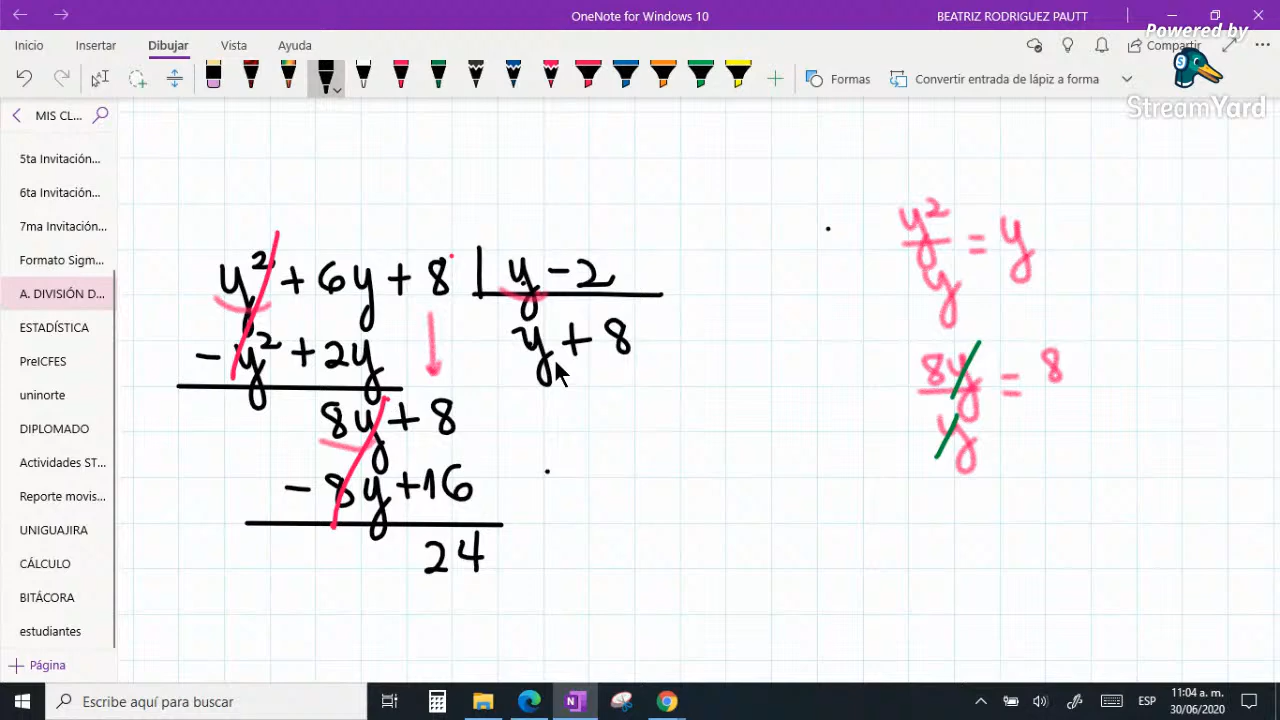 OneNote for Windows 10
BEATRIZ RODRIGUEZ PAUTT
Powered by
StreamYard
Inicio Insertar Dibujar Vista Ayuda
Compartir
Formas
Convertir entrada de lápiz a forma
MIS CL...
5ta Invitación...
6ta Invitación...
7ma Invitación...
Formato Sigm...
A. DIVISIÓN D...
ESTADÍSTICA
PreICFES
uninorte
DIPLOMADO
Actividades ST...
Reporte movis...
UNIGUAJIRA
CÁLCULO
BITÁCORA
estudiantes
Página
y² + 6y + 8 | y - 2
- y² + 2y
y + 8
8y + 8
- 8y + 16
24
y²/y = y
8y/y = 8
Escribe aquí para buscar
ESP
11:04 a. m.
30/06/2020